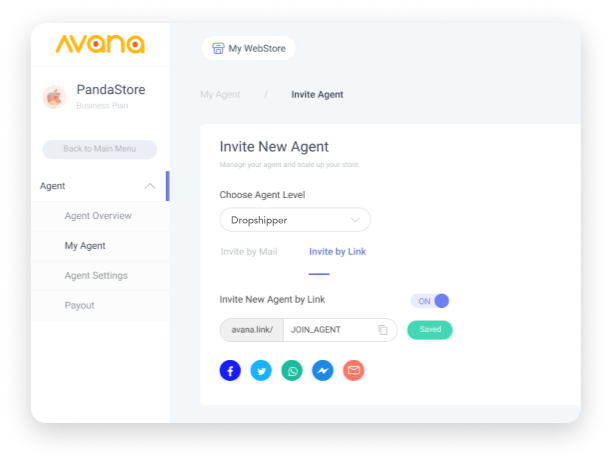 AVANA
My WebStore
PandaStore
Business Plan
My Agent / Invite Agent
Back to Main Menu
Invite New Agent
Manage your agent and scale up your store.
Agent
Choose Agent Level
Agent Overview
Dropshipper
My Agent
Invite by Mail Invite by Link
Agent Settings
Invite New Agent by Link ON
Payout
avana.link/ JOIN_AGENT Saved